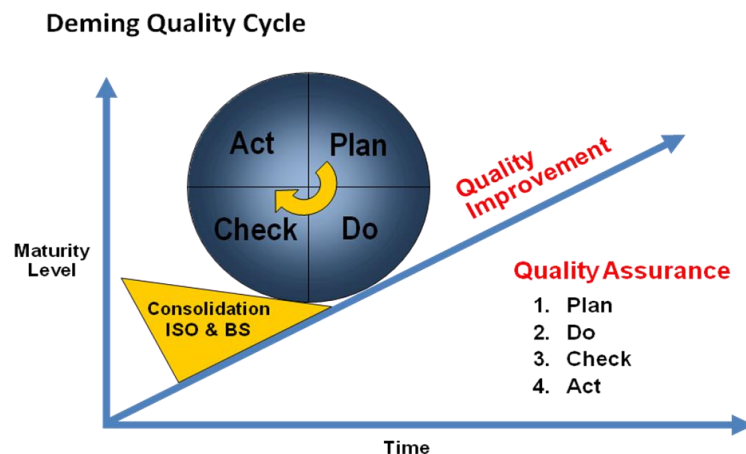 Deming Quality Cycle
Act
Plan
Check
Do
Quality
Improvement
Maturity
Level
Consolidation
ISO & BS
Quality Assurance
1. Plan
2. Do
3. Check
4. Act
Time